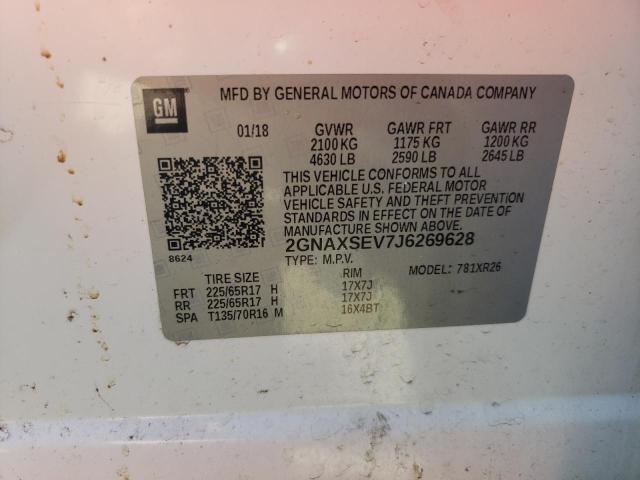 GM
MFD BY GENERAL MOTORS OF CANADA COMPANY
01/18 GVWR GAWR FRT GAWR RR
2100 KG 1175 KG 1200 KG
4630 LB 2590 LB 2645 LB
THIS VEHICLE CONFORMS TO ALL
APPLICABLE U.S. FEDERAL MOTOR
VEHICLE SAFETY AND THEFT PREVENTION
STANDARDS IN EFFECT ON THE DATE OF
MANUFACTURE SHOWN ABOVE.
2GNAXSEV7J6269628
8624
TYPE: M.P.V. MODEL: 781XR26
TIRE SIZE RIM
FRT 225/65R17 H 17X7J
RR 225/65R17 H 17X7J
SPA T135/70R16 M 16X4BT